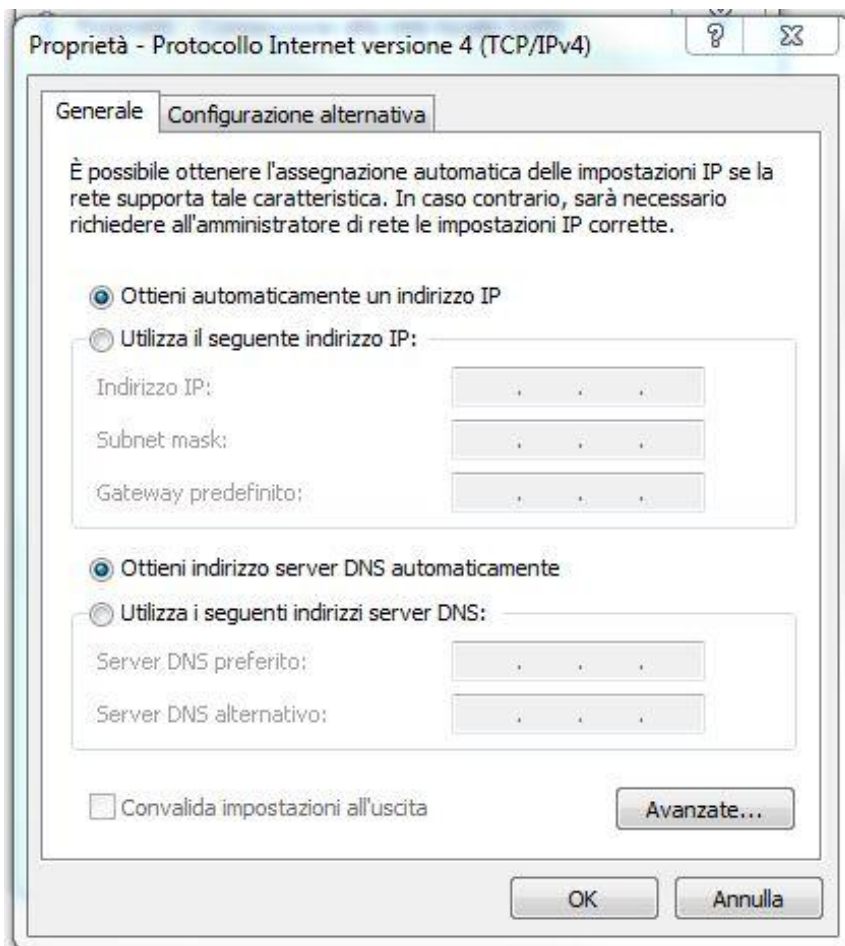 Proprietà - Protocollo Internet versione 4 (TCP/IPv4)
Generale
Configurazione alternativa
È possibile ottenere l'assegnazione automatica delle impostazioni IP se la
rete supporta tale caratteristica. In caso contrario, sarà necessario
richiedere all'amministratore di rete le impostazioni IP corrette.
Ottieni automaticamente un indirizzo IP
Utilizza il seguente indirizzo IP:
Indirizzo IP:
Subnet mask:
Gateway predefinito:
Ottieni indirizzo server DNS automaticamente
Utilizza i seguenti indirizzi server DNS:
Server DNS preferito:
Server DNS alternativo:
Convalida impostazioni all'uscita
Avanzate...
OK
Annulla